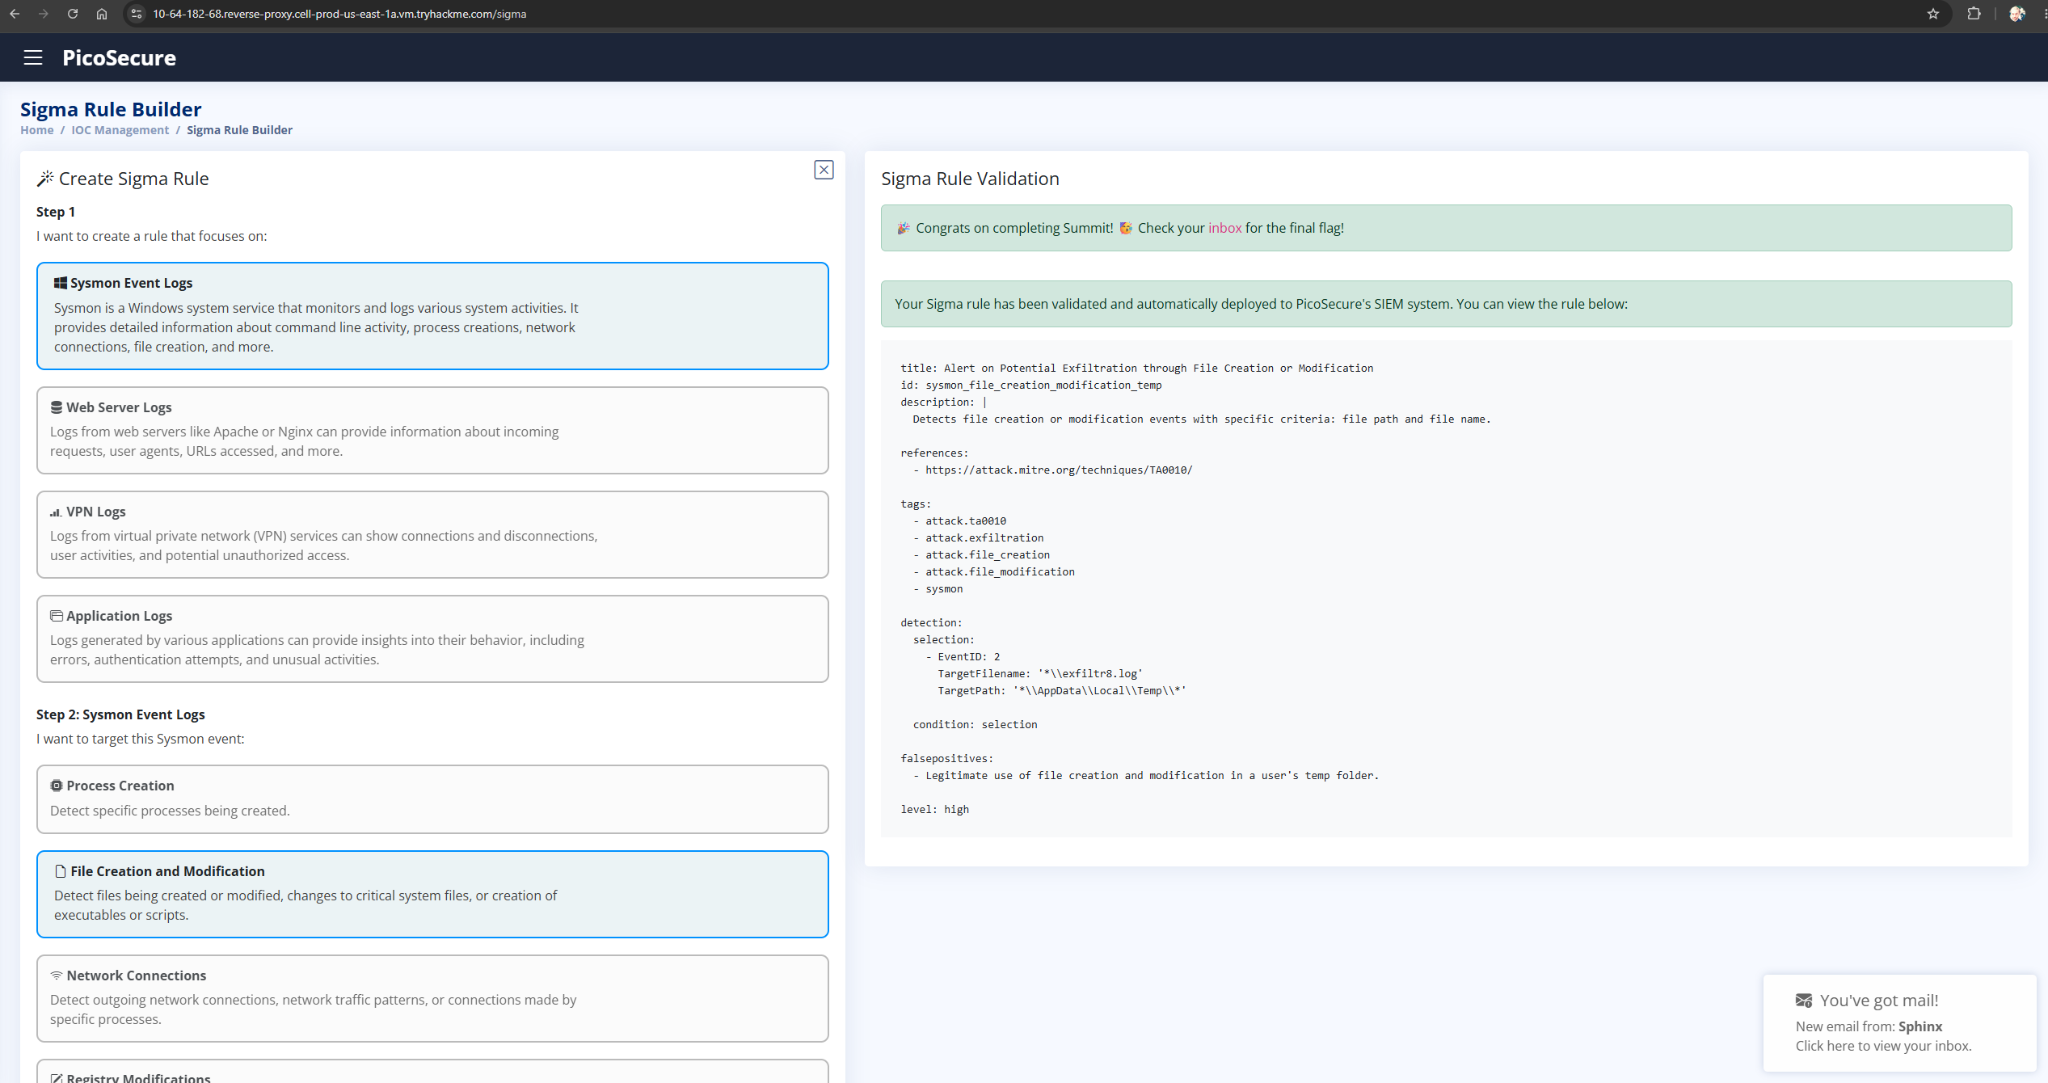 10-64-182-68.reverse-proxy.cell-prod-us-east-1a.vm.tryhackme.com/sigma
PicoSecure
Sigma Rule Builder
Home / IOC Management / Sigma Rule Builder
Create Sigma Rule
Step 1
I want to create a rule that focuses on:
Sysmon Event Logs
Sysmon is a Windows system service that monitors and logs various system activities. It
provides detailed information about command line activity, process creations, network
connections, file creation, and more.
Web Server Logs
Logs from web servers like Apache or Nginx can provide information about incoming
requests, user agents, URLs accessed, and more.
VPN Logs
Logs from virtual private network (VPN) services can show connections and disconnections,
user activities, and potential unauthorized access.
Application Logs
Logs generated by various applications can provide insights into their behavior, including
errors, authentication attempts, and unusual activities.
Step 2: Sysmon Event Logs
I want to target this Sysmon event:
Process Creation
Detect specific processes being created.
File Creation and Modification
Detect files being created or modified, changes to critical system files, or creation of
executables or scripts.
Network Connections
Detect outgoing network connections, network traffic patterns, or connections made by
specific processes.
Registry Modifications
Sigma Rule Validation
🎉 Congrats on completing Summit! 🥳 Check your inbox for the final flag!
Your Sigma rule has been validated and automatically deployed to PicoSecure's SIEM system. You can view the rule below:
title: Alert on Potential Exfiltration through File Creation or Modification
id: sysmon_file_creation_modification_temp
description: |
  Detects file creation or modification events with specific criteria: file path and file name.
references:
  - https://attack.mitre.org/techniques/TA0010/
tags:
  - attack.ta0010
  - attack.exfiltration
  - attack.file_creation
  - attack.file_modification
  - sysmon
detection:
  selection:
    - EventID: 2
      TargetFilename: '*\\exfiltr8.log'
      TargetPath: '*\\AppData\\Local\\Temp\\*'
  condition: selection
falsepositives:
  - Legitimate use of file creation and modification in a user's temp folder.
level: high
You've got mail!
New email from: Sphinx
Click here to view your inbox.